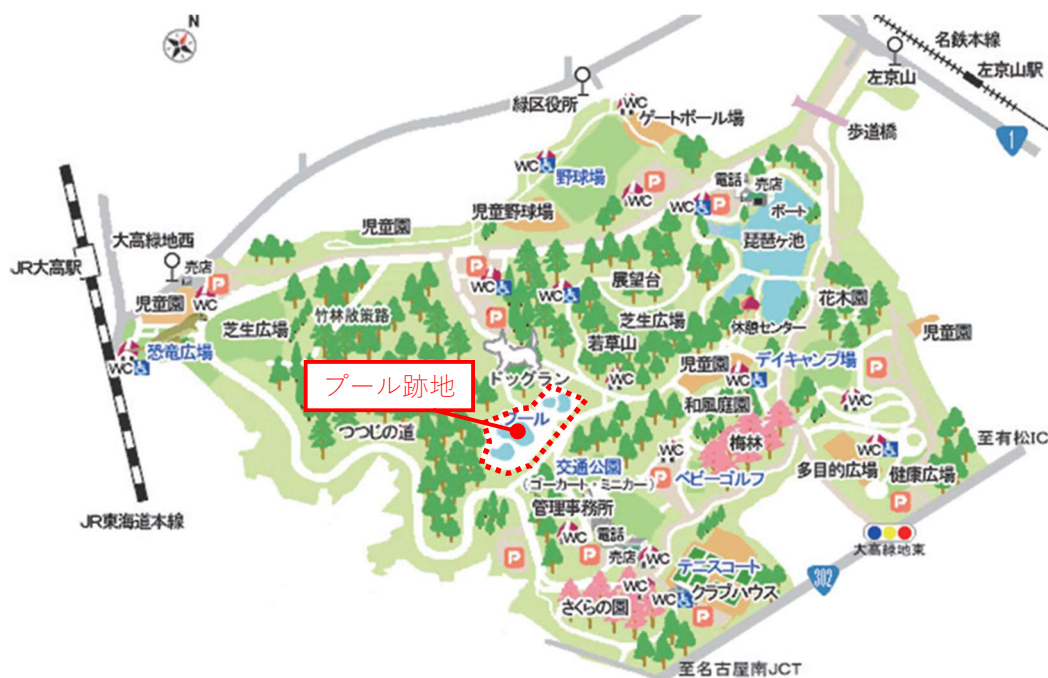 N
名鉄本線
左京山
左京山駅
1
緑区役所
WC
ゲートボール場
歩道橋
WC
野球場
WC
P
電話
売店
WC
P
ボート
琵琶ヶ池
児童野球場
児童園
大高緑地西
JR大高駅
売店
P
P
WC
WC
展望台
花木園
児童園
WC
竹林散策路
P
芝生広場
芝生広場
休憩センター
児童園
若草山
恐竜広場
WC
児童園
デイキャンプ場
P
ドッグラン
WC
WC
プール跡地
和風庭園
WC
プール
つつじの道
梅林
至有松IC
WC
WC
交通公園
(ゴーカート・ミニカー)
P
ベビーゴルフ
多目的広場
健康広場
管理事務所
P
JR東海道本線
WC
電話
大高緑地東
P
P
売店
WC
テニスコート
302
クラブハウス
WC
WC
さくらの園
P
至名古屋南JCT